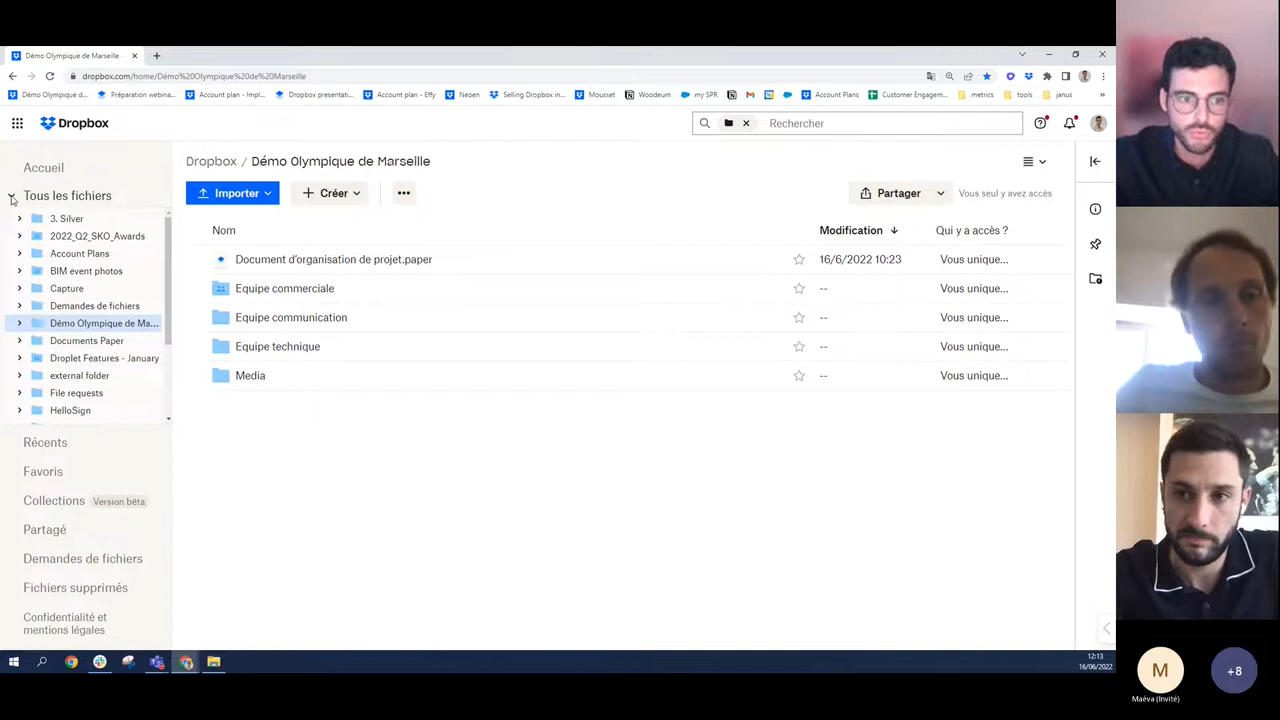 Démo Olympique de Marseille -
dropbox.com/home/Démo%20Olympique%20de%20Marseille
Démo Olympique d...
Préparation webina...
Account plan - Impl...
Dropbox presentati...
Account plan - Effy
Neoen
Selling Dropbox in...
Mousset
Woodeum
my SPR
Account Plans
Customer Engagem...
metrics
tools
janus
Dropbox
Rechercher
Accueil
Tous les fichiers
3. Silver
2022_Q2_SKO_Awards
Account Plans
BIM event photos
Capture
Demandes de fichiers
Démo Olympique de Ma...
Documents Paper
Droplet Features - January
external folder
File requests
HelloSign
Récents
Favoris
Collections Version bêta
Partagé
Demandes de fichiers
Fichiers supprimés
Confidentialité et
mentions légales
Dropbox / Démo Olympique de Marseille
Importer
Créer
Partager
Vous seul y avez accès
Nom Modification Qui y a accès ?
Document d'organisation de projet.paper 16/6/2022 10:23 Vous unique...
Equipe commerciale -- Vous unique...
Equipe communication -- Vous unique...
Equipe technique -- Vous unique...
Media -- Vous unique...
12:13
16/06/2022
M
Maéva (Invité)
+8